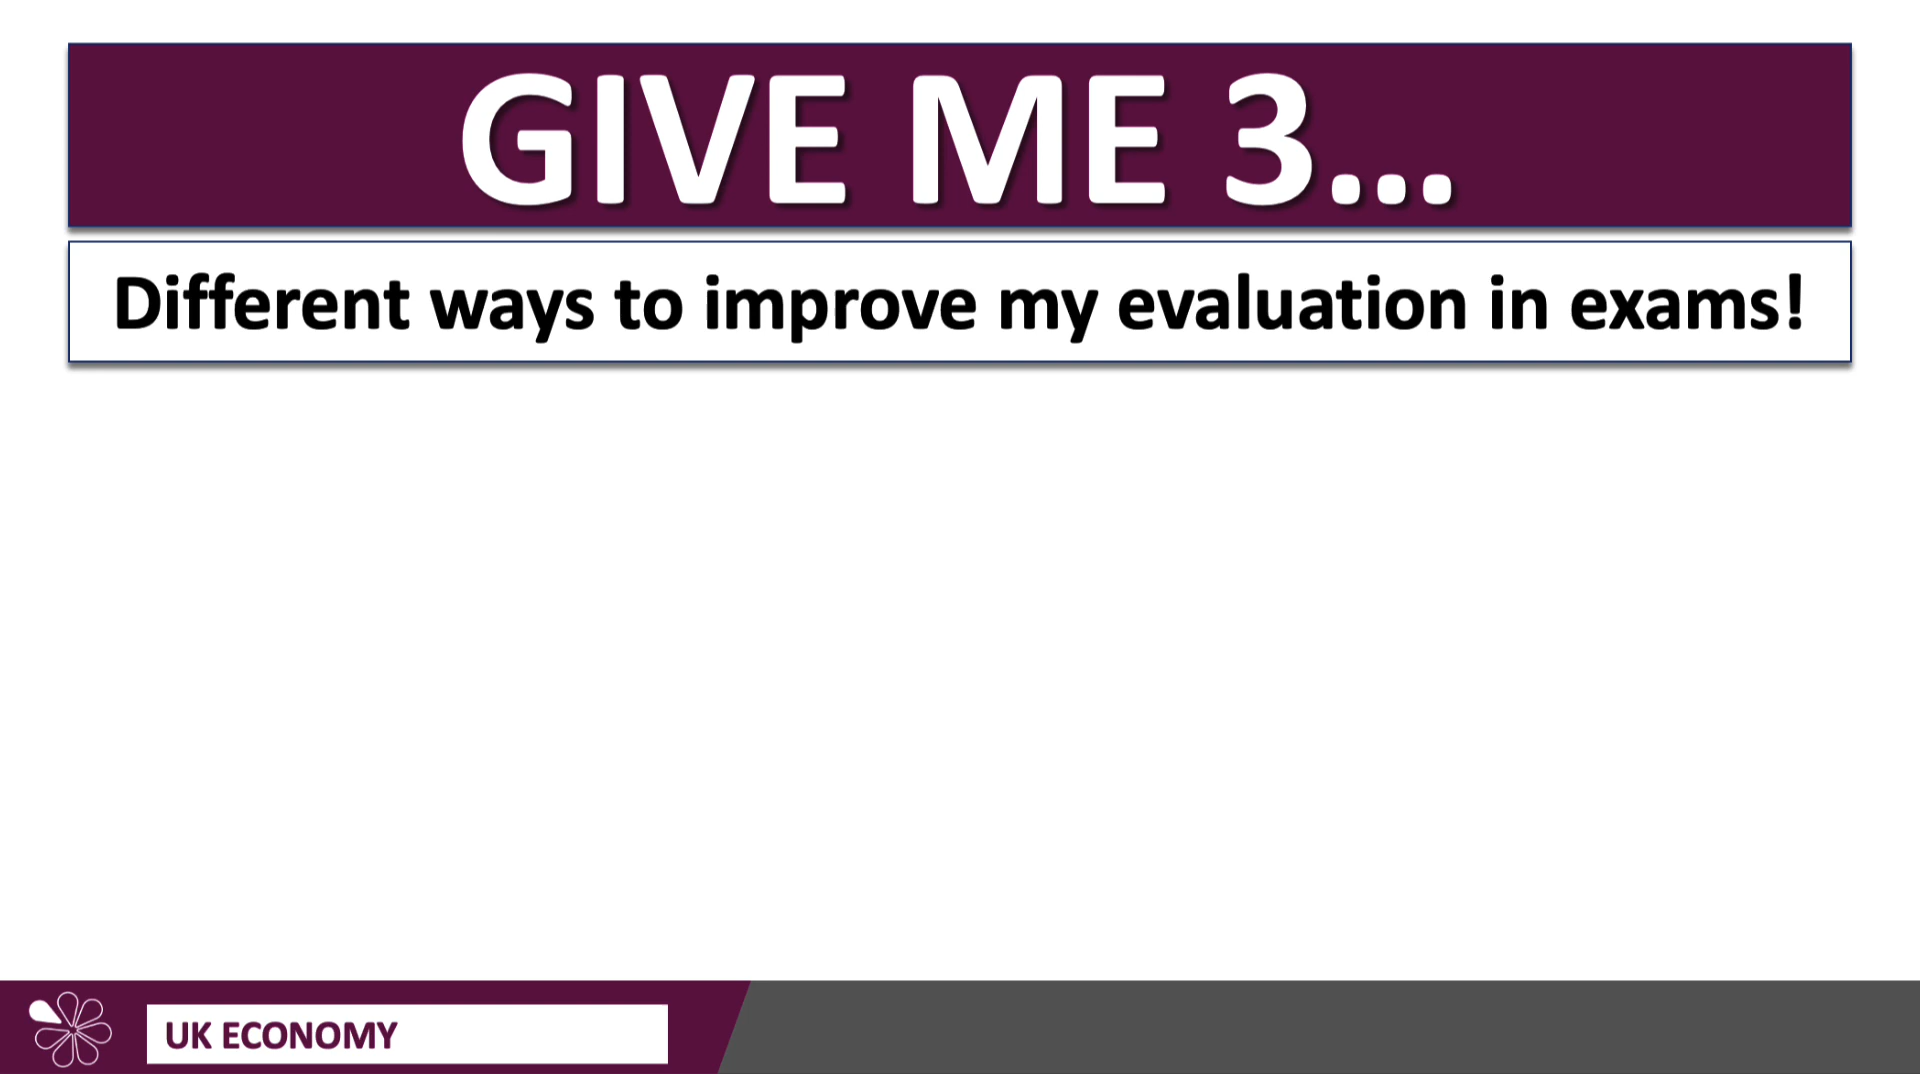 GIVE ME 3...
Different ways to improve my evaluation in exams!
UK ECONOMY